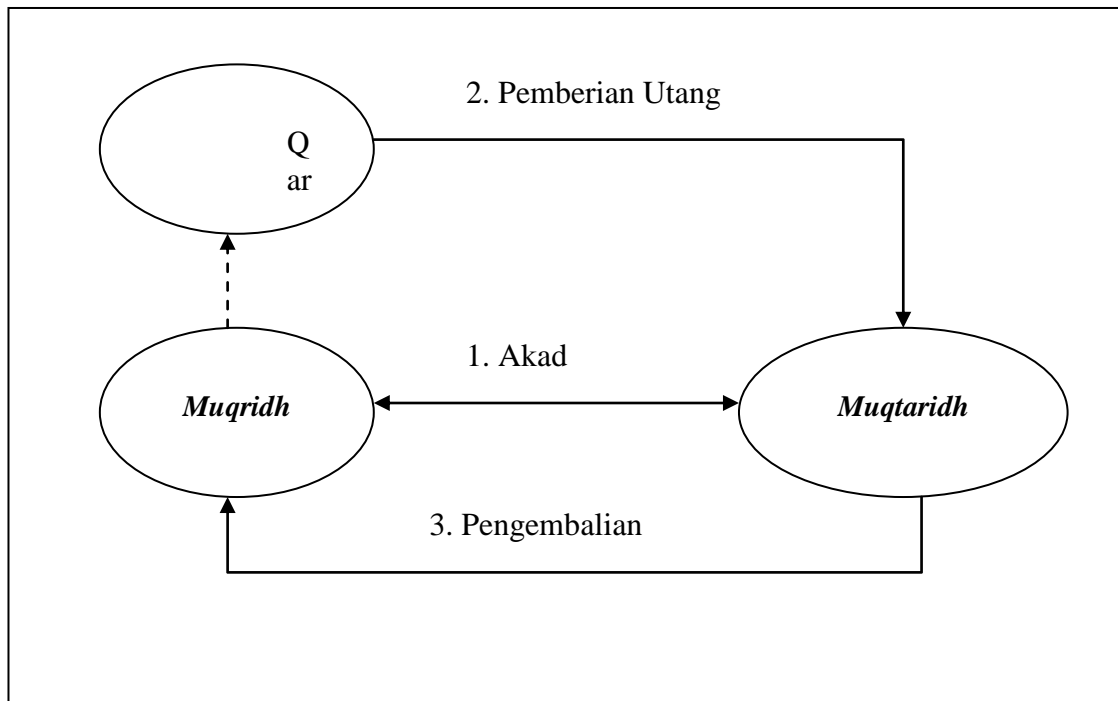 2. Pemberian Utang
Q
ar
1. Akad
Muqridh
Muqtaridh
3. Pengembalian